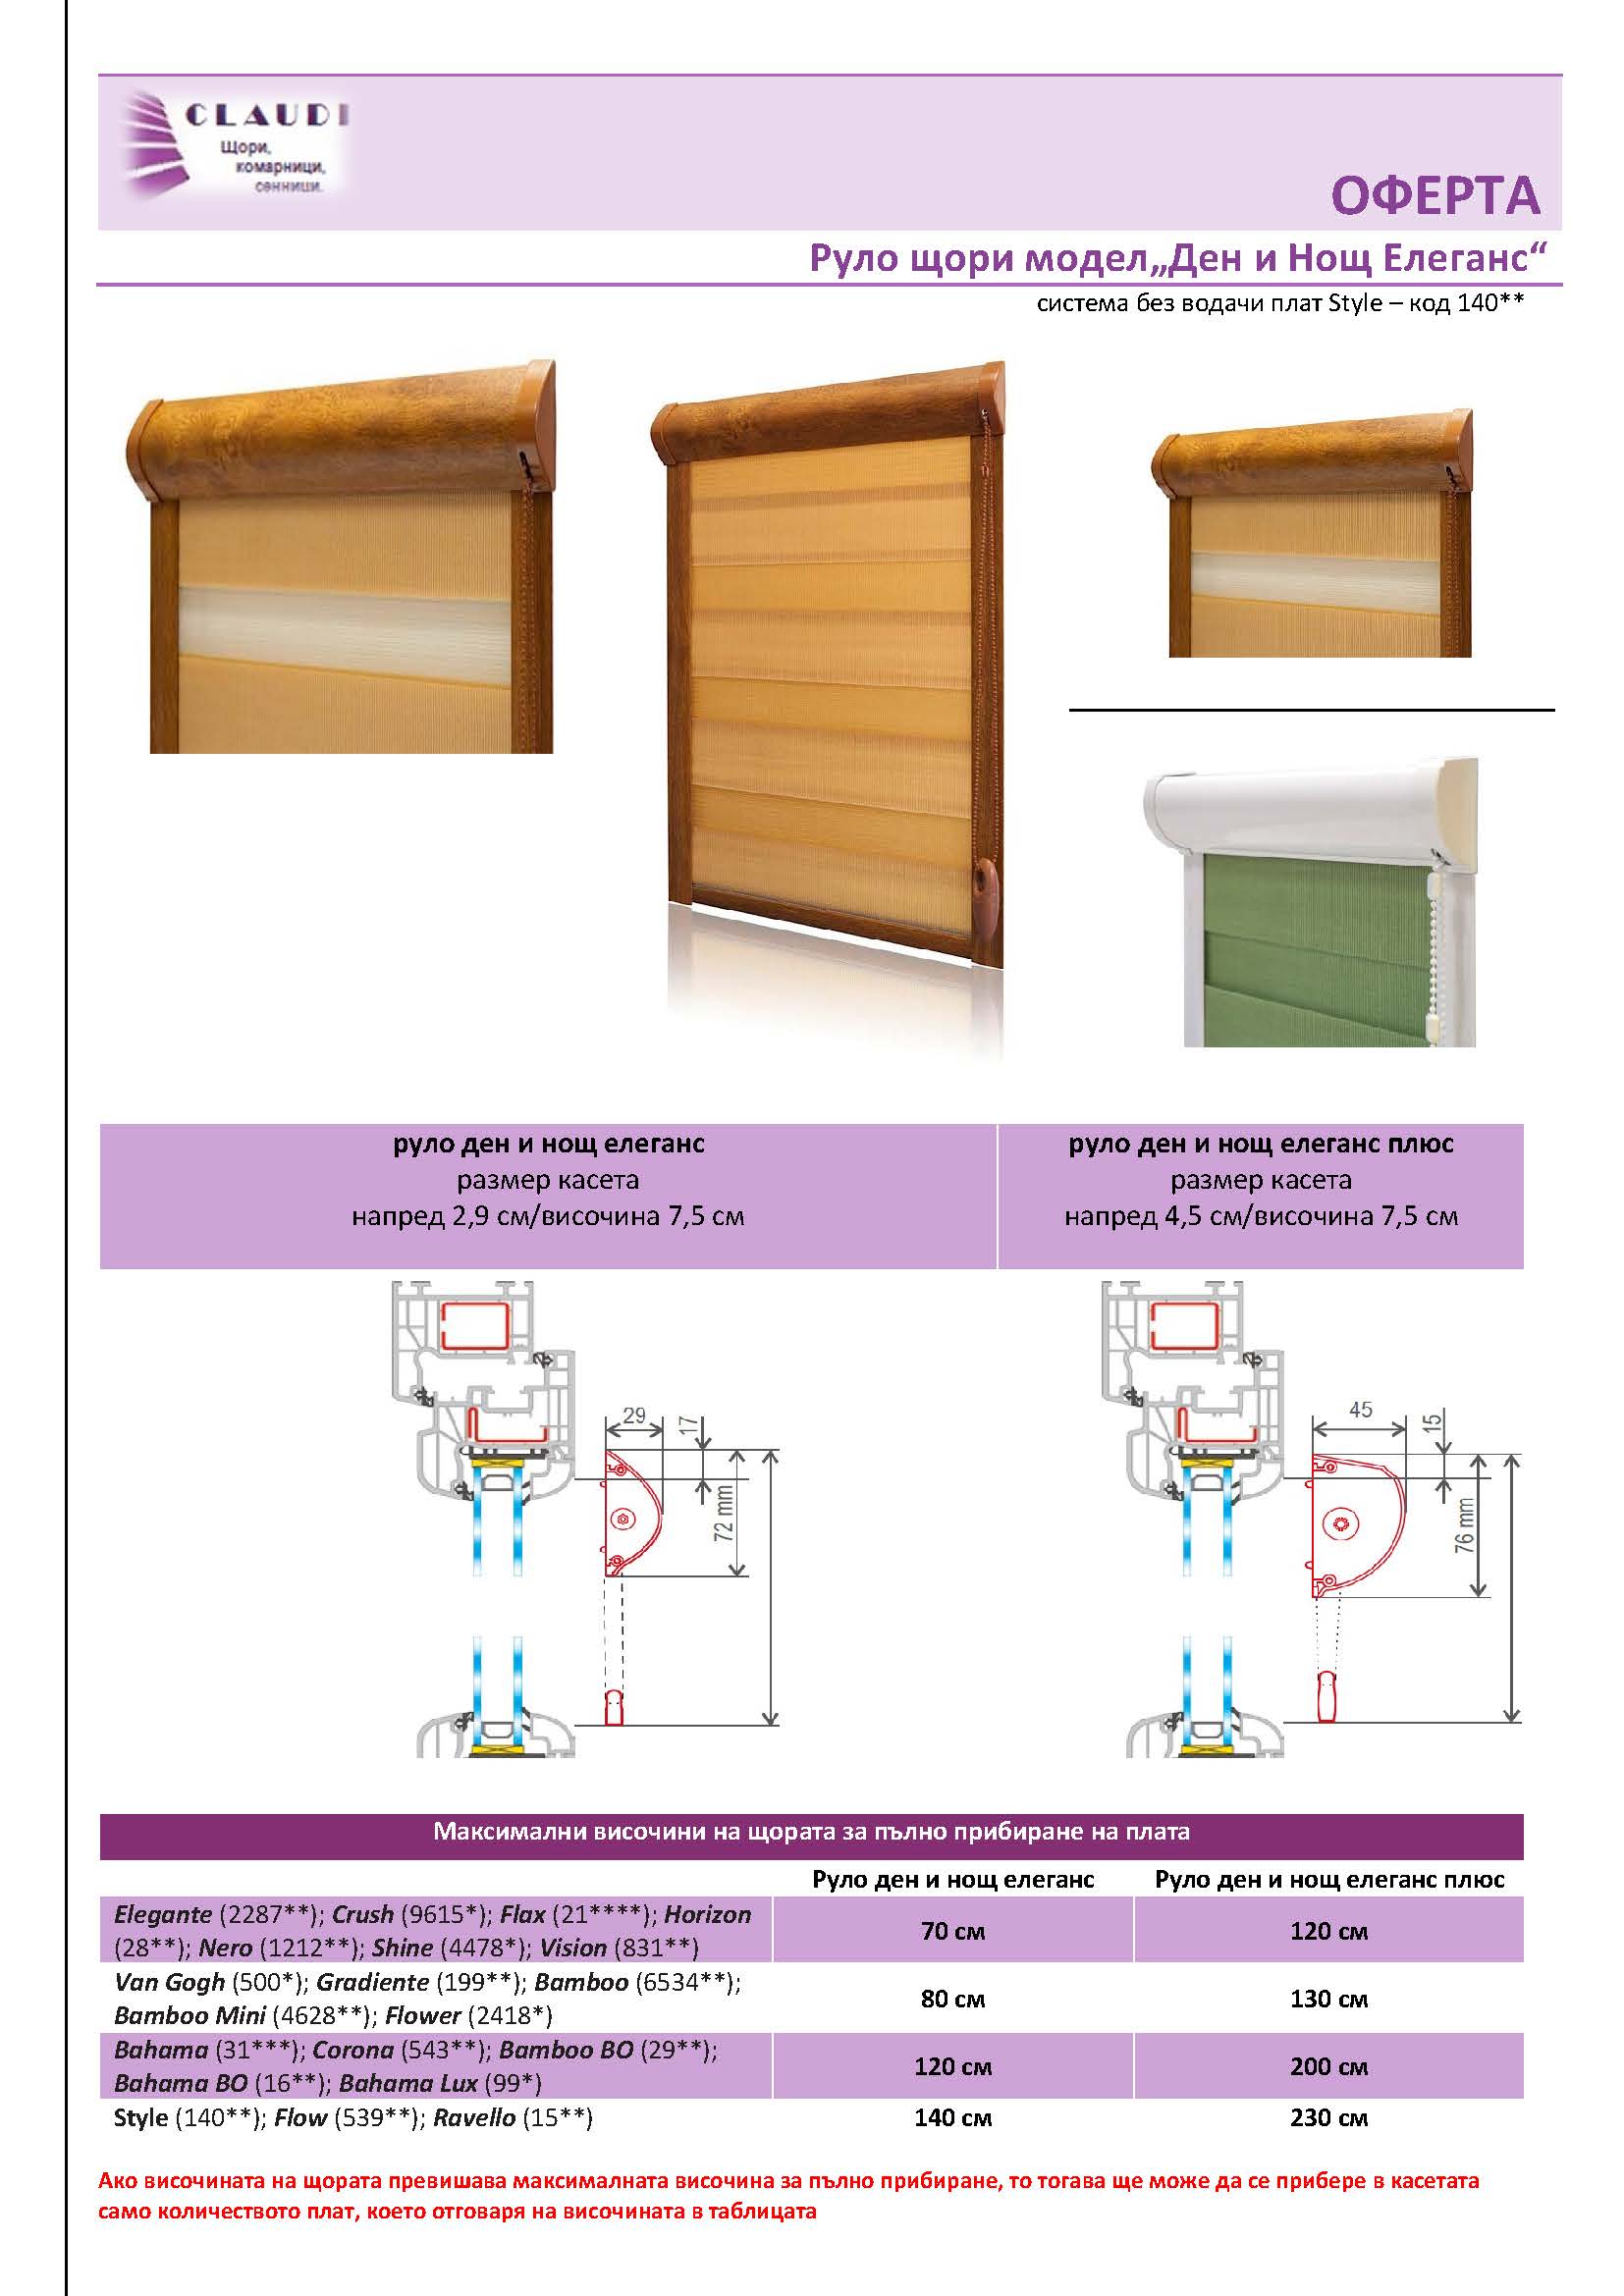 CLAUDI
Щори,
комарници,
сенници.
ОФЕРТА
Руло щори модел„Ден и Нощ Елеганс“
система без водачи плат Style – код 140**
руло ден и нощ елеганс
размер касета
напред 2,9 см/височина 7,5 см
руло ден и нощ елеганс плюс
размер касета
напред 4,5 см/височина 7,5 см
29
17
72 mm
45
15
76 mm
Максимални височини на щората за пълно прибиране на плата
Руло ден и нощ елеганс
Руло ден и нощ елеганс плюс
Elegante (2287**); Crush (9615*); Flax (21****); Horizon
(28**); Nero (1212**); Shine (4478*); Vision (831**)
70 см
120 см
Van Gogh (500*); Gradiente (199**); Bamboo (6534**);
Bamboo Mini (4628**); Flower (2418*)
80 см
130 см
Bahama (31***); Corona (543**); Bamboo BO (29**);
Bahama BO (16**); Bahama Lux (99*)
120 см
200 см
Style (140**); Flow (539**); Ravello (15**)
140 см
230 см
Ако височината на щората превишава максималната височина за пълно прибиране, то тогава ще може да се прибере в касетата
само количеството плат, което отговаря на височината в таблицата